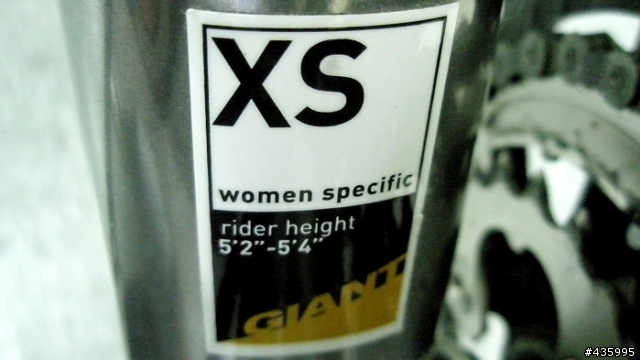 XS
women specific
rider height
5'2"-5'4"
GIANT
#435995